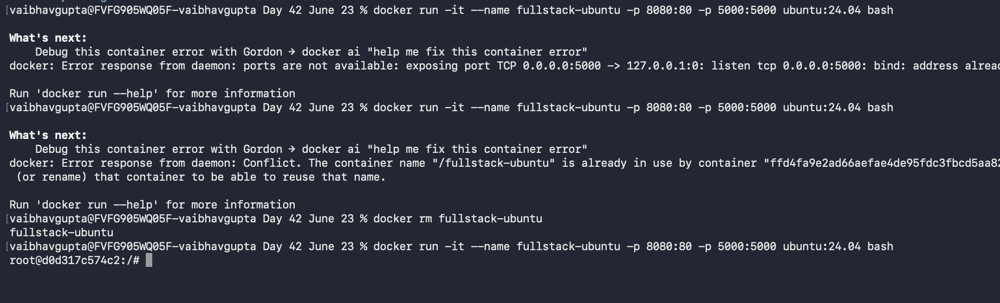 [vaibhavgupta@FVFG905WQ05F-vaibhavgupta Day 42 June 23 % docker run -it --name fullstack-ubuntu -p 8080:80 -p 5000:5000 ubuntu:24.04 bash
What's next:
Debug this container error with Gordon → docker ai "help me fix this container error"
docker: Error response from daemon: ports are not available: exposing port TCP 0.0.0.0:5000 -> 127.0.0.1:0: listen tcp 0.0.0.0:5000: bind: address
Run 'docker run --help' for more information
[vaibhavgupta@FVFG905WQ05F-vaibhavgupta Day 42 June 23 % docker run -it --name fullstack-ubuntu -p 8080:80 -p 5000:5000 ubuntu:24.04 bash
What's next:
Debug this container error with Gordon → docker ai "help me fix this container error"
docker: Error response from daemon: Conflict. The container name "/fullstack-ubuntu" is already in use by container "ffd4fa9e2ad66aefae4de95fdc3fbcd5aa82
(or rename) that container to be able to reuse that name.
Run 'docker run --help' for more information
[vaibhavgupta@FVFG905WQ05F-vaibhavgupta Day 42 June 23 % docker rm fullstack-ubuntu
fullstack-ubuntu
[vaibhavgupta@FVFG905WQ05F-vaibhavgupta Day 42 June 23 % docker run -it --name fullstack-ubuntu -p 8080:80 -p 5000:5000 ubuntu:24.04 bash
root@d0d317c574c2:/#